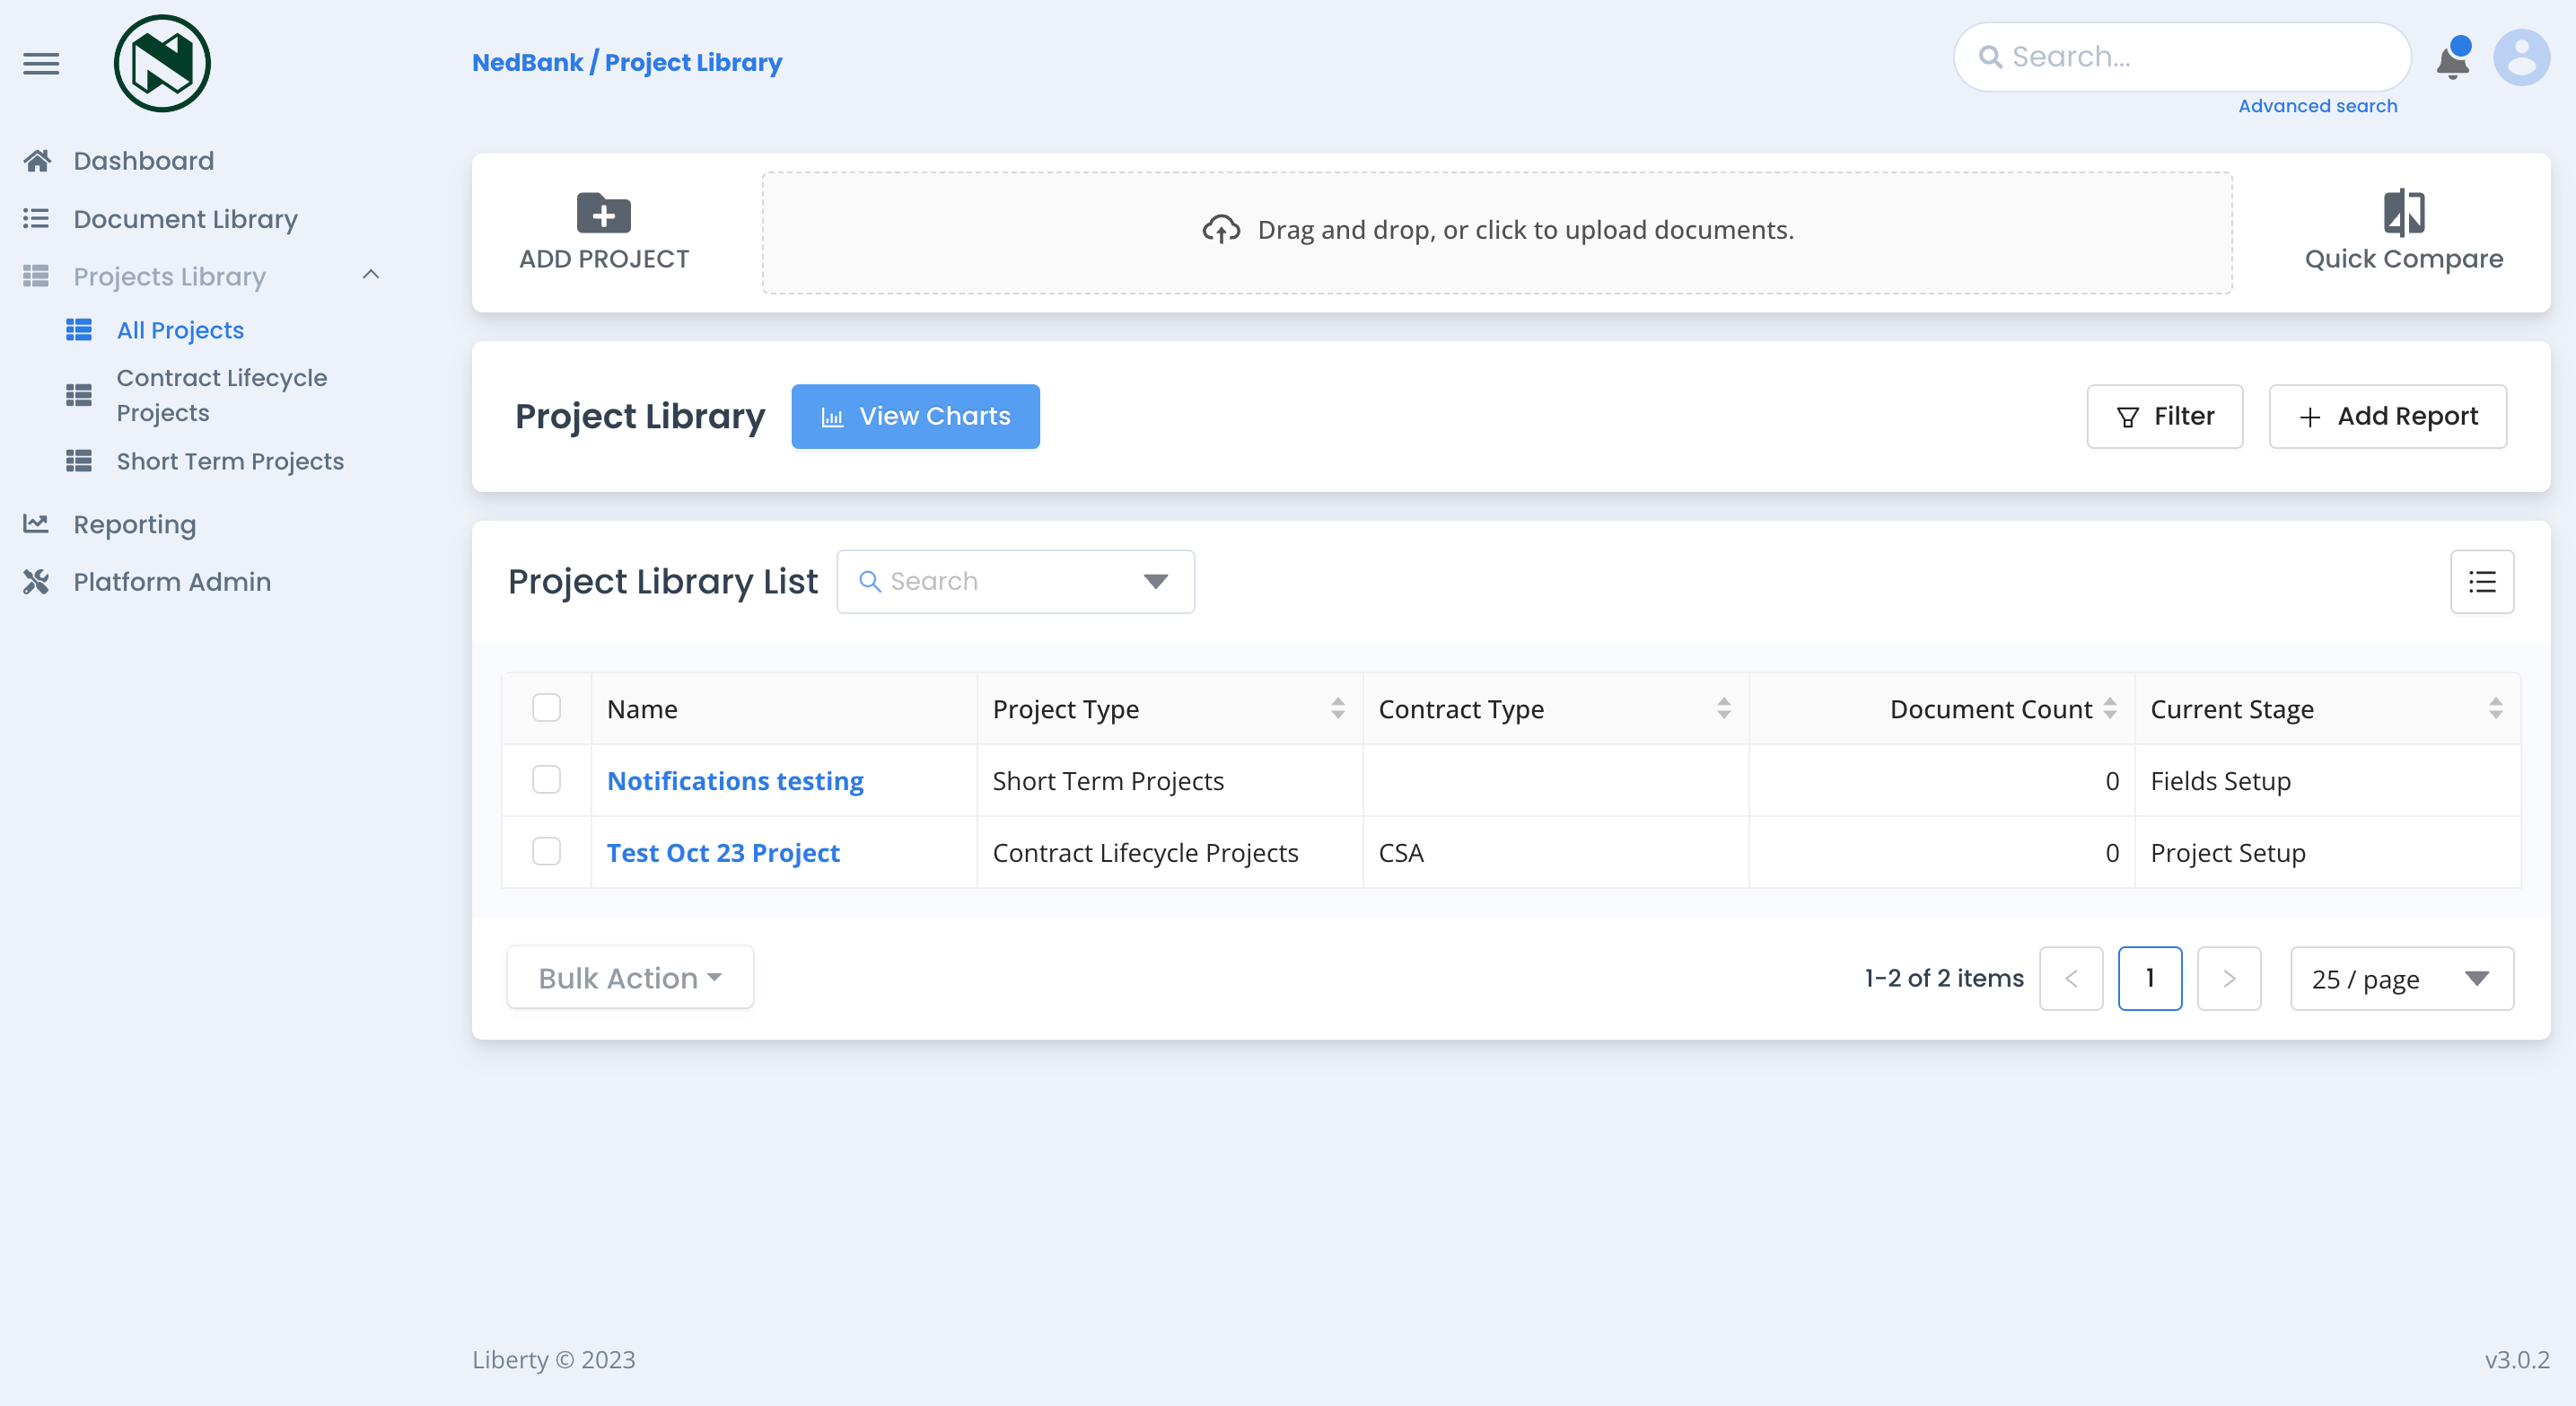 NedBank / Project Library
Search...
Advanced search
Dashboard
Document Library
Projects Library
All Projects
Contract Lifecycle
Projects
Short Term Projects
Reporting
Platform Admin
ADD PROJECT
Drag and drop, or click to upload documents.
Quick Compare
Project Library
View Charts
Filter
Add Report
Project Library List
Search
Name Project Type Contract Type Document Count Current Stage
Notifications testing Short Term Projects 0 Fields Setup
Test Oct 23 Project Contract Lifecycle Projects CSA 0 Project Setup
Bulk Action
1-2 of 2 items
1
25 / page
Liberty © 2023
v3.0.2